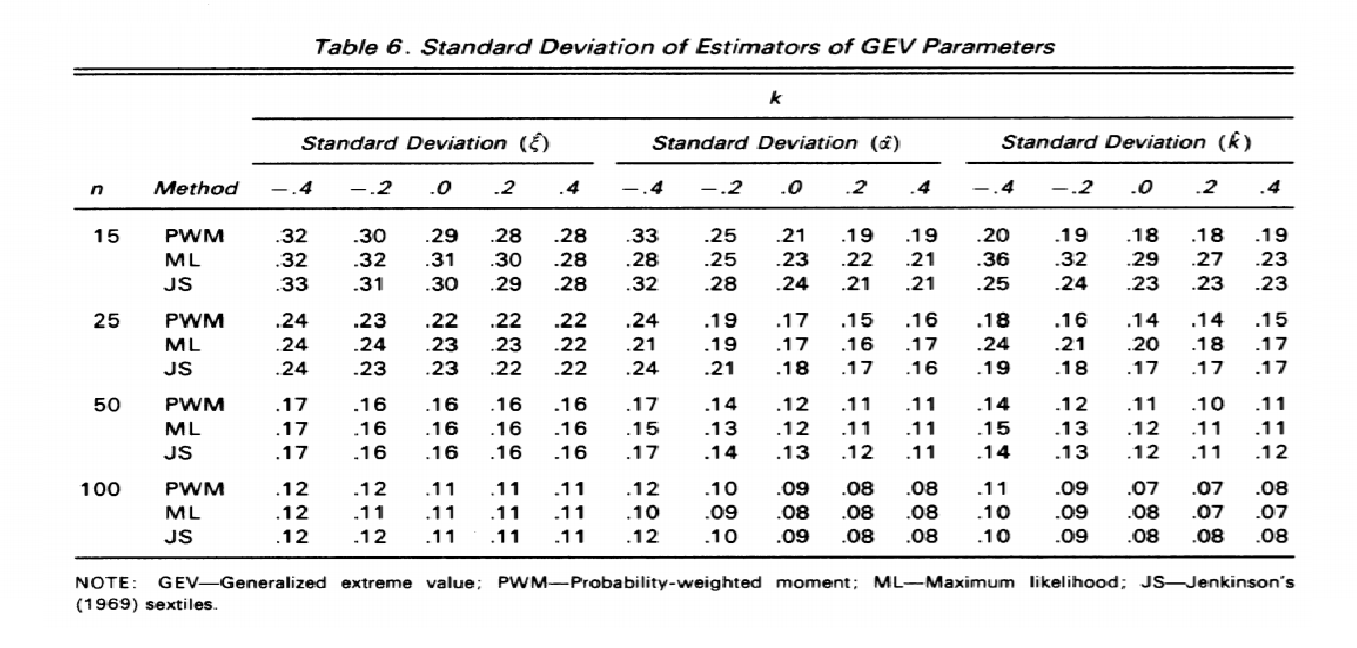 Table 6. Standard Deviation of Estimators of GEV Parameters
k
Standard Deviation (ξ̂) Standard Deviation (α̂) Standard Deviation (k̂)
n Method −.4 −.2 .0 .2 .4 −.4 −.2 .0 .2 .4 −.4 −.2 .0 .2 .4
15 PWM .32 .30 .29 .28 .28 .33 .25 .21 .19 .19 .20 .19 .18 .18 .19
ML .32 .32 .31 .30 .28 .28 .25 .23 .22 .21 .36 .32 .29 .27 .23
JS .33 .31 .30 .29 .28 .32 .28 .24 .21 .21 .25 .24 .23 .23 .23
25 PWM .24 .23 .22 .22 .22 .24 .19 .17 .15 .16 .18 .16 .14 .14 .15
ML .24 .24 .23 .23 .22 .21 .19 .17 .16 .17 .24 .21 .20 .18 .17
JS .24 .23 .23 .22 .22 .24 .21 .18 .17 .16 .19 .18 .17 .17 .17
50 PWM .17 .16 .16 .16 .16 .17 .14 .12 .11 .11 .14 .12 .11 .10 .11
ML .17 .16 .16 .16 .16 .15 .13 .12 .11 .11 .15 .13 .12 .11 .11
JS .17 .16 .16 .16 .16 .17 .14 .13 .12 .11 .14 .13 .12 .11 .12
100 PWM .12 .12 .11 .11 .11 .12 .10 .09 .08 .08 .11 .09 .07 .07 .08
ML .12 .11 .11 .11 .11 .10 .09 .08 .08 .08 .10 .09 .08 .07 .07
JS .12 .12 .11 .11 .11 .12 .10 .09 .08 .08 .10 .09 .08 .08 .08
NOTE: GEV—Generalized extreme value; PWM—Probability-weighted moment; ML—Maximum likelihood; JS—Jenkinson's
(1969) sextiles.